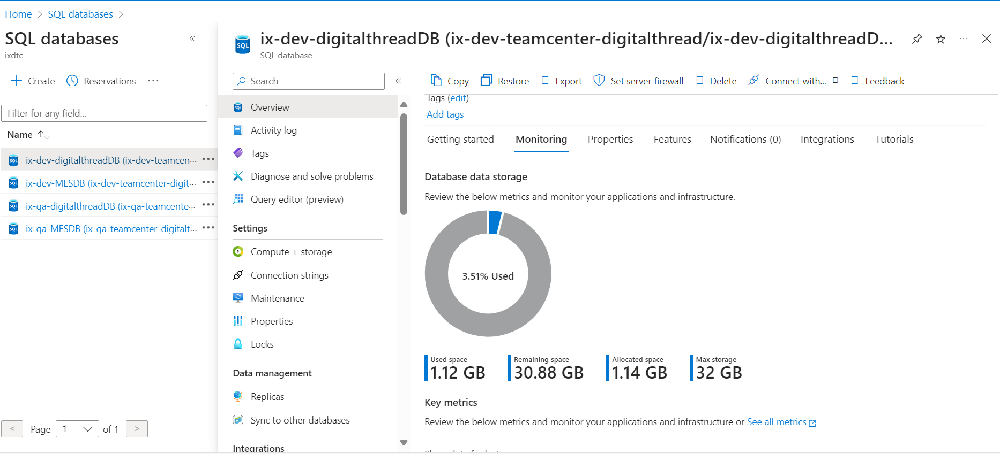 Home > SQL databases >
SQL databases
«
ixdtc
Create
Reservations
···
Filter for any field...
Name ↑↓
ix-dev-digitalthreadDB (ix-dev-teamcen···
ix-dev-MESDB (ix-dev-teamcenter-digit···
ix-qa-digitalthreadDB (ix-qa-teamcente···
ix-qa-MESDB (ix-qa-teamcenter-digitalt···
< Page 1 of 1 >
ix-dev-digitalthreadDB (ix-dev-teamcenter-digitalthread/ix-dev-digitalthreadD...
SQL database
Search
«
Overview
Activity log
Tags
Diagnose and solve problems
Query editor (preview)
Settings
Compute + storage
Connection strings
Maintenance
Properties
Locks
Data management
Replicas
Sync to other databases
Integrations
Copy Restore Export Set server firewall Delete Connect with... Feedback
Tags (edit)
Add tags
Getting started Monitoring Properties Features Notifications (0) Integrations Tutorials
Database data storage
Review the below metrics and monitor your applications and infrastructure.
3.51% Used
Used space
1.12 GB
Remaining space
30.88 GB
Allocated space
1.14 GB
Max storage
32 GB
Key metrics
Review the below metrics and monitor your applications and infrastructure or See all metrics